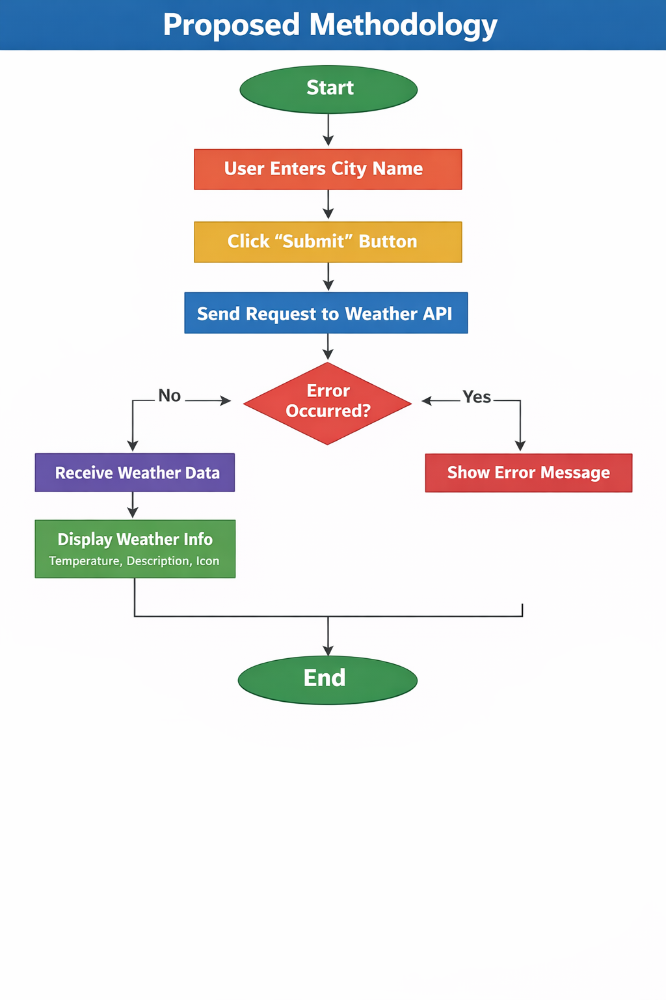 Proposed Methodology
Start
User Enters City Name
Click “Submit” Button
Send Request to Weather API
Error
Occurred?
No
Yes
Receive Weather Data
Show Error Message
Display Weather Info
Temperature, Description, Icon
End